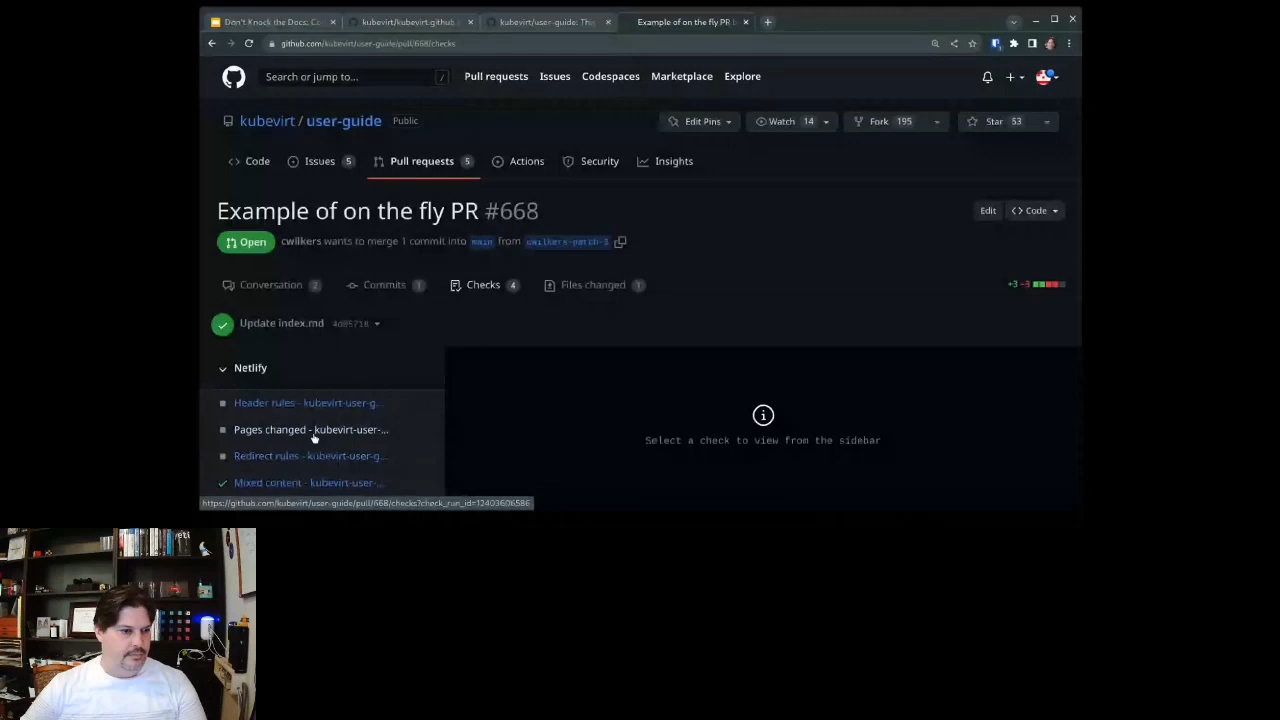 Don't Knock the Docs: Co
kubevirt/kubevirt.github
kubevirt/user-guide: Th
Example of on the fly PR b
github.com/kubevirt/user-guide/pull/668/checks
Search or jump to... /
Pull requests Issues Codespaces Marketplace Explore
kubevirt / user-guide Public
Edit Pins Watch 14 Fork 195 Star 53
Code Issues 5 Pull requests 5 Actions Security Insights
Example of on the fly PR #668
Edit <> Code
Open cwilkers wants to merge 1 commit into main from cwilkers-patch-3
Conversation 2 Commits 1 Checks 4 Files changed 1 +3 −3
Update index.md
Netlify
Header rules - kubevirt-user-g...
Pages changed - kubevirt-user-...
Redirect rules - kubevirt-user-g...
Mixed content - kubevirt-user-...
Select a check to view from the sidebar
https://github.com/kubevirt/user-guide/pull/668/checks?check_run_id=12403606586
yeti